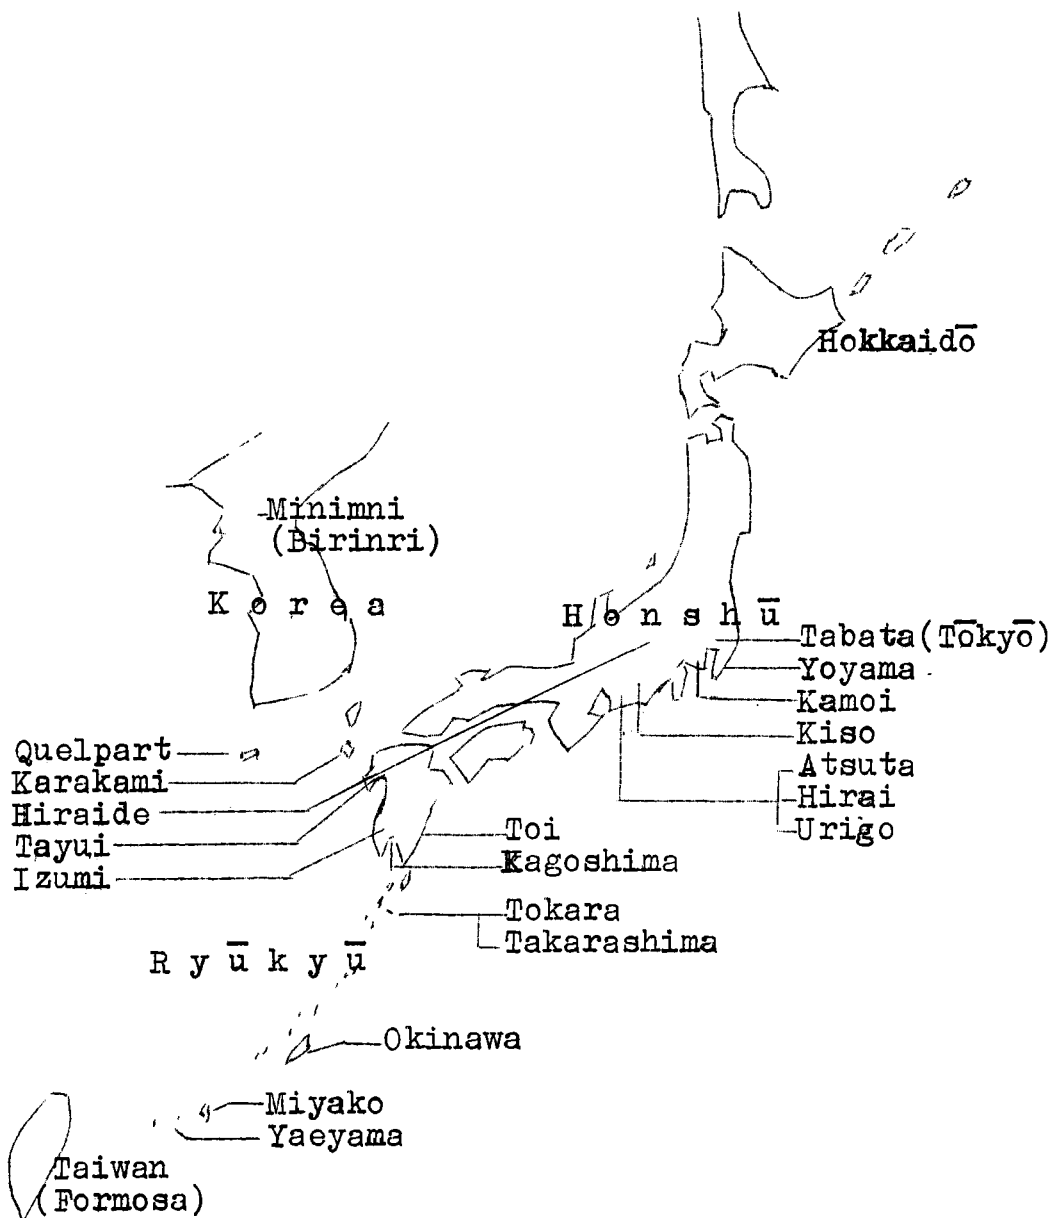 Hokkaidō
Minimni
(Birinri)
Korea
Honshū
Tabata(Tōkyō)
Yoyama
Kamoi
Kiso
Atsuta
Hirai
Urigo
Quelpart
Karakami
Hiraide
Tayui
Izumi
Toi
Kagoshima
Tokara
Takarashima
Ryūkyū
Okinawa
Miyako
Yaeyama
Taiwan
(Formosa)